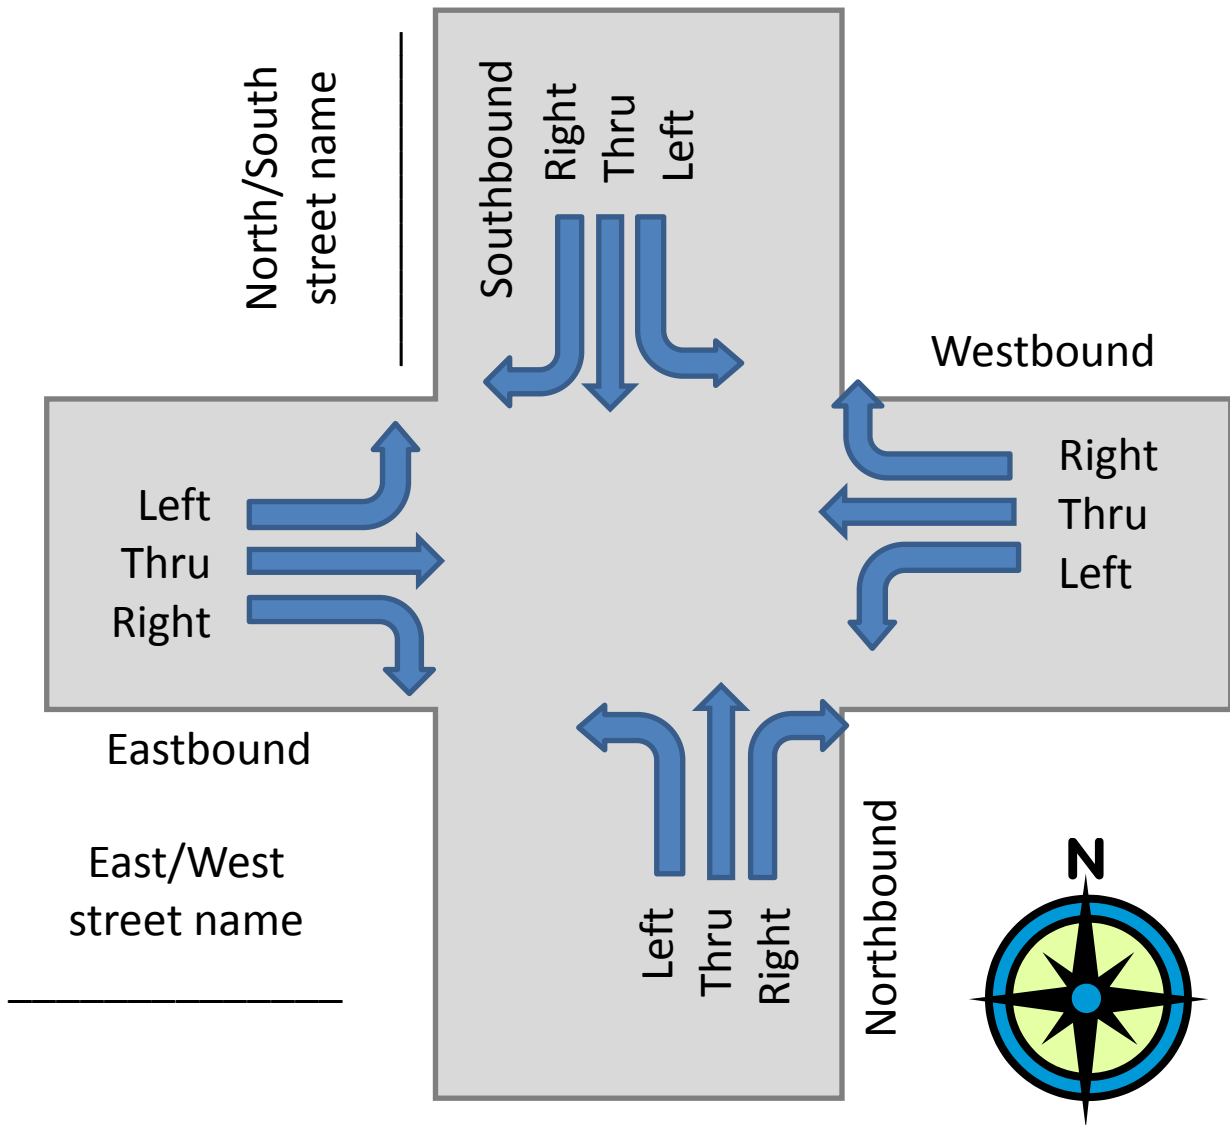 North/South
street name
Southbound
Right
Thru
Left
Westbound
Right
Thru
Left
Left
Thru
Right
Eastbound
East/West
street name
Left
Thru
Right
Northbound
N